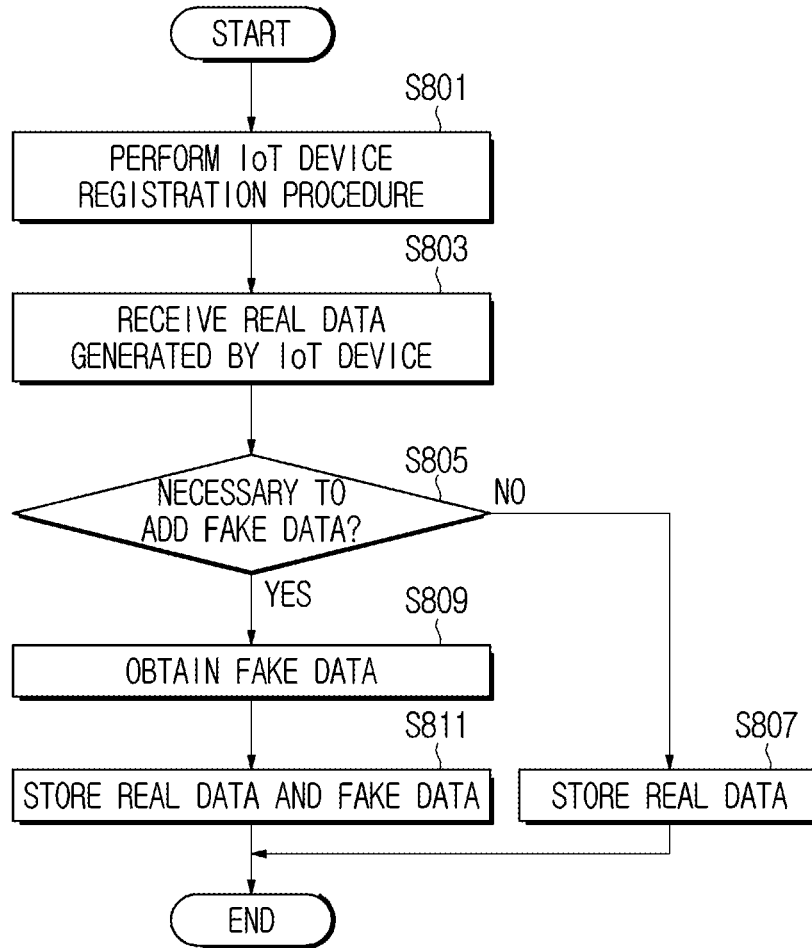 START
S801
PERFORM IoT DEVICE
REGISTRATION PROCEDURE
S803
RECEIVE REAL DATA
GENERATED BY IoT DEVICE
S805
NECESSARY TO
ADD FAKE DATA?
NO
YES
S809
OBTAIN FAKE DATA
S811
STORE REAL DATA AND FAKE DATA
S807
STORE REAL DATA
END